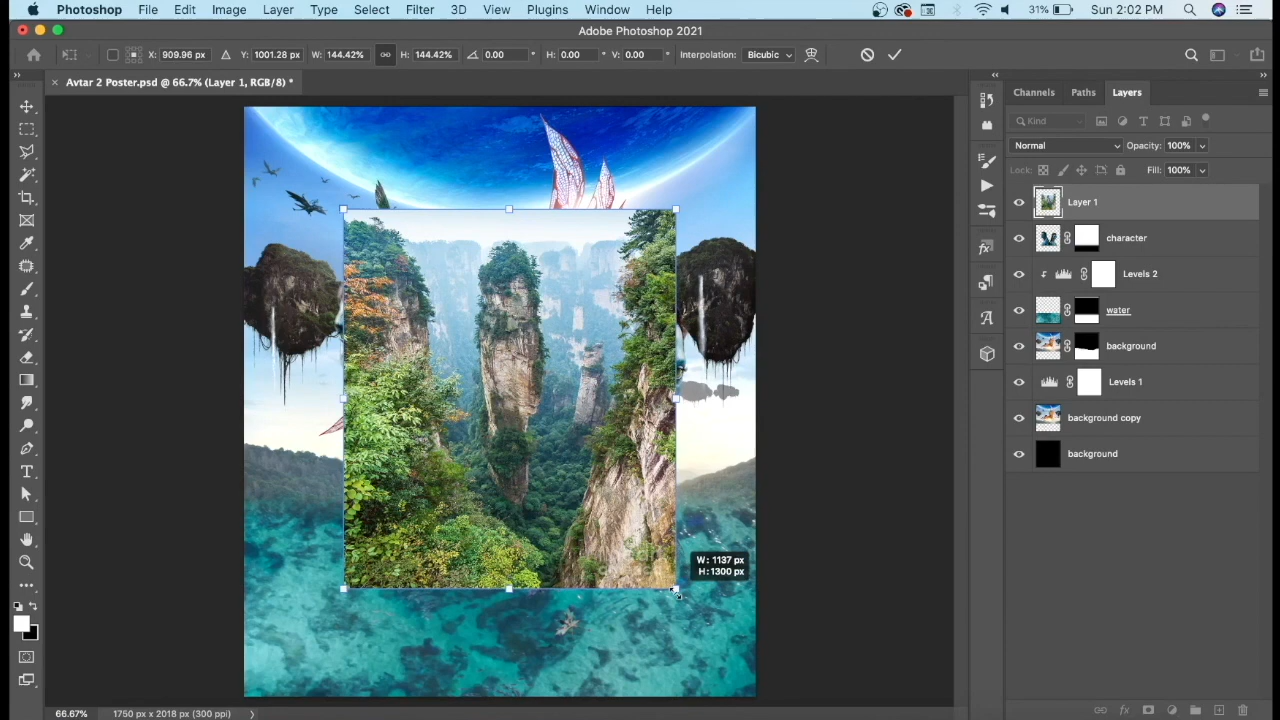 Photoshop File Edit Image Layer Type Select Filter 3D View Plugins Window Help 31% Sun 2:02 PM
Adobe Photoshop 2021
X: 909.96 px Y: 1001.28 px W: 144.42% H: 144.42% 0.00 ° H: 0.00 ° V: 0.00 ° Interpolation: Bicubic
Avtar 2 Poster.psd @ 66.7% (Layer 1, RGB/8) *
Channels Paths Layers
Kind
Normal Opacity: 100%
Lock: Fill: 100%
Layer 1
character
Levels 2
water
background
Levels 1
background copy
background
W: 1137 px
H: 1300 px
66.67% 1750 px x 2018 px (300 ppi)